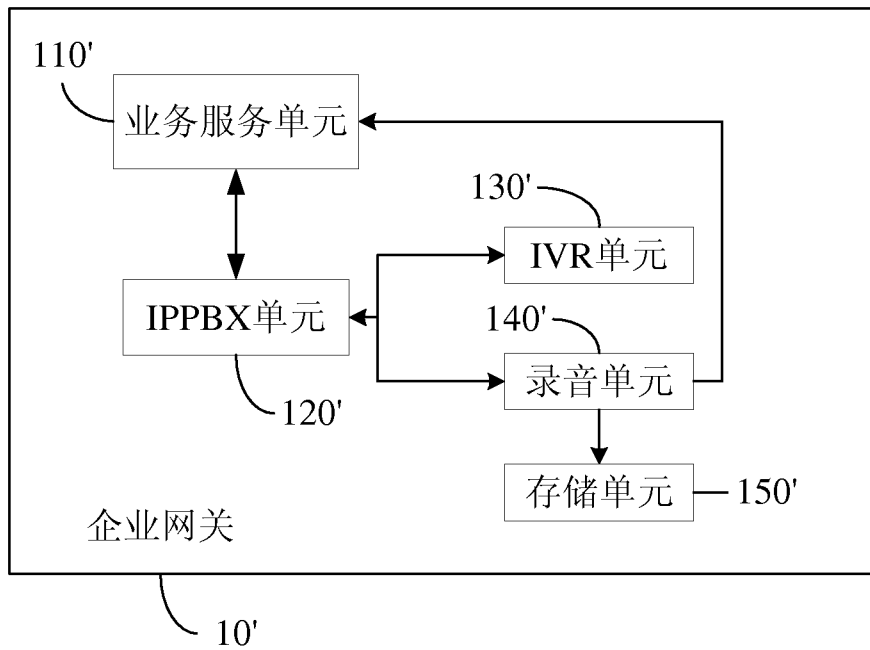 110'
业务服务单元
130'
IVR单元
IPPBX单元
140'
120'
录音单元
存储单元
150'
企业网关
10'